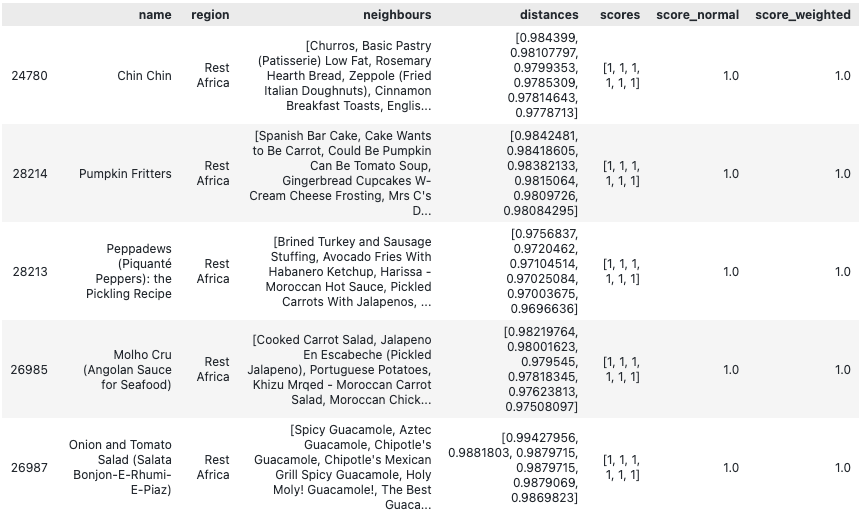 name region neighbours distances scores score_normal score_weighted
24780 Chin Chin Rest Africa [Churros, Basic Pastry (Patisserie) Low Fat, Rosemary Hearth Bread, Zeppole (Fried Italian Doughnuts), Cinnamon Breakfast Toasts, Englis... [0.984399, 0.98107797, 0.9799353, 0.9785309, 0.97814643, 0.9778713] [1, 1, 1, 1, 1, 1] 1.0 1.0
28214 Pumpkin Fritters Rest Africa [Spanish Bar Cake, Cake Wants to Be Carrot, Could Be Pumpkin Can Be Tomato Soup, Gingerbread Cupcakes W-Cream Cheese Frosting, Mrs C's D... [0.9842481, 0.98418605, 0.98382133, 0.9815064, 0.9809726, 0.98084295] [1, 1, 1, 1, 1, 1] 1.0 1.0
28213 Peppadews (Piquanté Peppers): the Pickling Recipe Rest Africa [Brined Turkey and Sausage Stuffing, Avocado Fries With Habanero Ketchup, Harissa - Moroccan Hot Sauce, Pickled Carrots With Jalapenos, ... [0.9756837, 0.9720462, 0.97104514, 0.97025084, 0.97003675, 0.9696636] [1, 1, 1, 1, 1, 1] 1.0 1.0
26985 Molho Cru (Angolan Sauce for Seafood) Rest Africa [Cooked Carrot Salad, Jalapeno En Escabeche (Pickled Jalapeno), Portuguese Potatoes, Khizu Mrqed - Moroccan Carrot Salad, Moroccan Chick... [0.98219764, 0.98001623, 0.979545, 0.97818345, 0.97623813, 0.97508097] [1, 1, 1, 1, 1, 1] 1.0 1.0
26987 Onion and Tomato Salad (Salata Bonjon-E-Rhumi-E-Piaz) Rest Africa [Spicy Guacamole, Aztec Guacamole, Chipotle's Guacamole, Chipotle's Mexican Grill Spicy Guacamole, Holy Moly! Guacamole!, The Best Guaca... [0.99427956, 0.9881803, 0.9879715, 0.9879715, 0.9879069, 0.9869823] [1, 1, 1, 1, 1, 1] 1.0 1.0